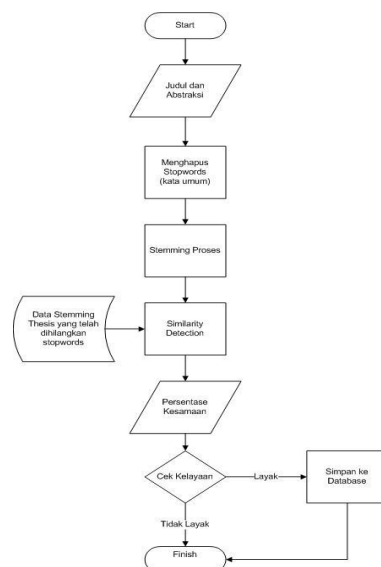 Start
Judul dan
Abstraksi
Menghapus
Stopwords
(kata umum)
Stemming Proses
Data Stemming
Thesis yang telah
dihilangkan
stopwords
Similarity
Detection
Persentase
Kesamaan
Cek Kelayaan
Layak
Simpan ke
Database
Tidak Layak
Finish